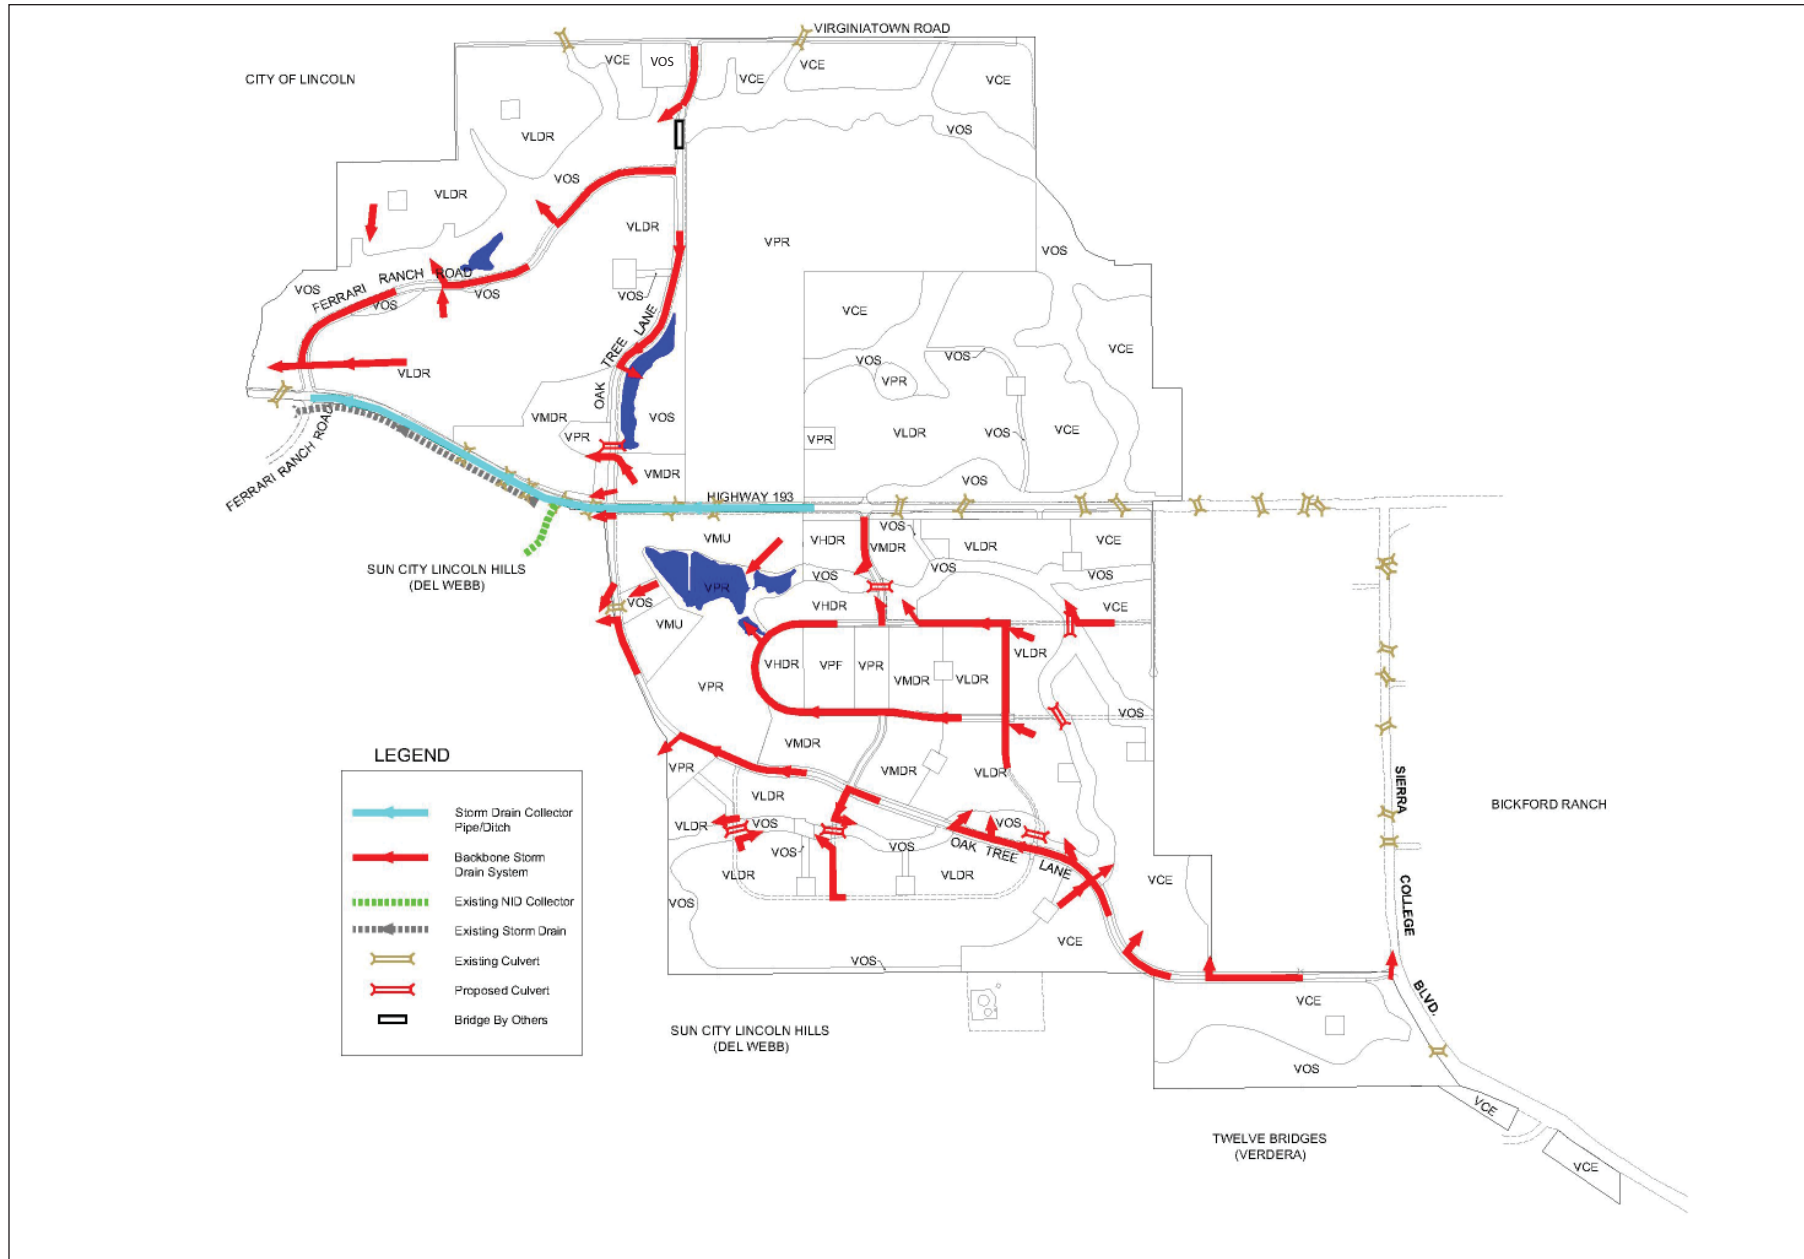 VIRGINIATOWN ROAD
CITY OF LINCOLN
VCE
VOS
VCE
VCE
VCE
VLDR
VOS
VOS
VLDR
VLDR
VPR
VOS
RANCH ROAD
FERRARI
VOS
VOS
VOS
VOS
VCE
OAK TREE LANE
VCE
VOS
VOS
VPR
VLDR
VMDR
VOS
VPR
VPR
VLDR
VOS
VCE
FERRARI RANCH ROAD
VMDR
VOS
HIGHWAY 193
VMU
VHDR
VOS
VMDR
VLDR
VCE
SUN CITY LINCOLN HILLS
(DEL WEBB)
VPR
VOS
VOS
VOS
VOS
VHDR
VCE
VMU
VLDR
VHDR
VPF
VPR
VMDR
VLDR
VPR
VOS
VMDR
VMDR
VLDR
VPR
VLDR
VLDR
VOS
VOS
VOS
VOS
OAK TREE LANE
VLDR
VLDR
VCE
VOS
VCE
VOS
SIERRA
COLLEGE
BLVD.
BICKFORD RANCH
VCE
VOS
VCE
VCE
SUN CITY LINCOLN HILLS
(DEL WEBB)
TWELVE BRIDGES
(VERDERA)
LEGEND
Storm Drain Collector
Pipe/Ditch
Backbone Storm
Drain System
Existing NID Collector
Existing Storm Drain
Existing Culvert
Proposed Culvert
Bridge By Others